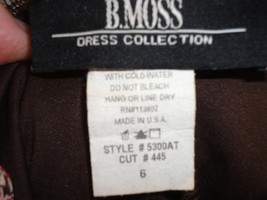 B.MOSS
DRESS COLLECTION
WITH COLD WATER
DO NOT BLEACH
HANG OR LINE DRY
MADE IN U.S.A.
STYLE # 5300AT
CUT # 445
6